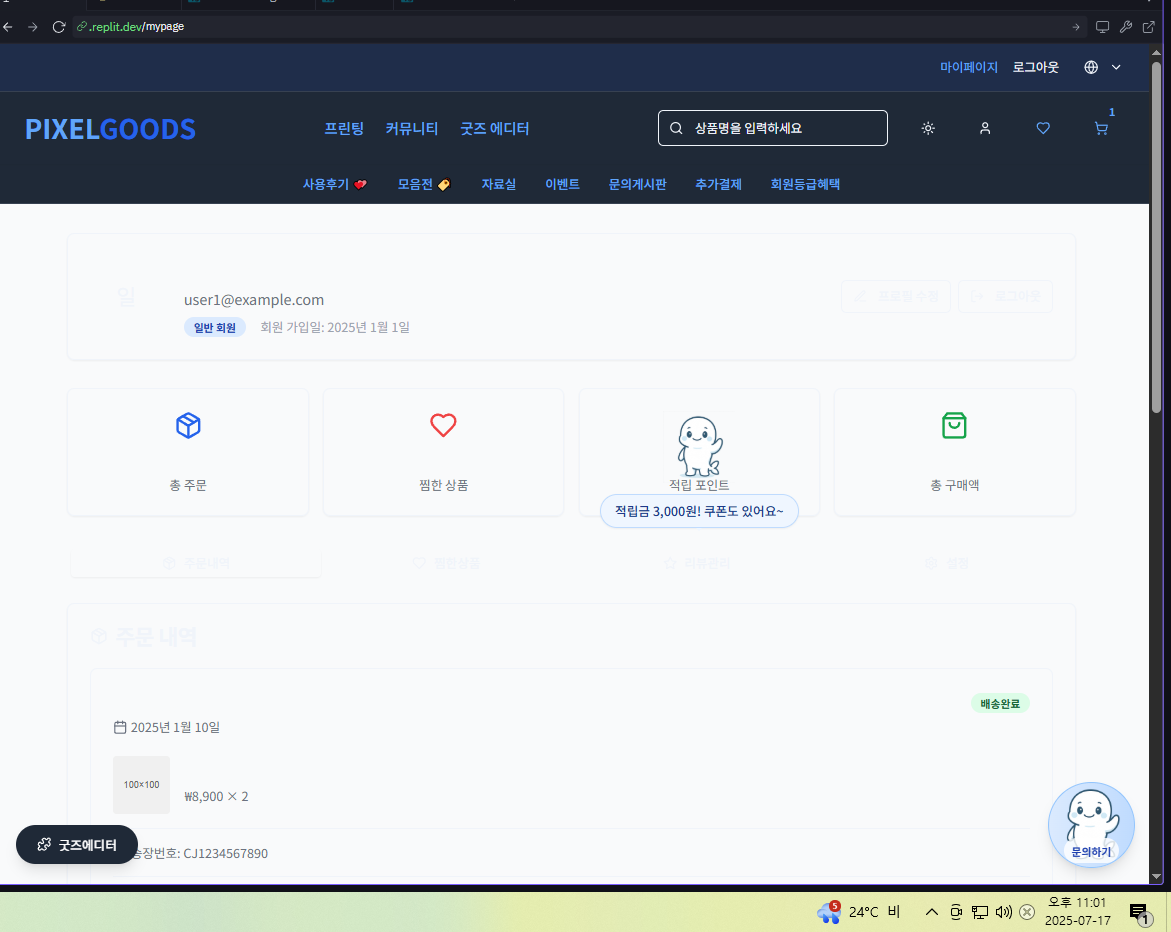 .replit.dev/mypage
마이페이지 로그아웃
PIXELGOODS 프린팅 커뮤니티 굿즈 에디터 상품명을 입력하세요 1
사용후기 모음전 자료실 이벤트 문의게시판 추가결제 회원등급혜택
일
user1@example.com
프로필 수정 로그아웃
일반 회원 회원 가입일: 2025년 1월 1일
총 주문 찜한 상품 적립 포인트 총 구매액
적립금 3,000원! 쿠폰도 있어요~
주문내역 찜한상품 리뷰관리 설정
주문 내역
배송완료
2025년 1월 10일
100×100
₩8,900 × 2
굿즈에디터
송장번호: CJ1234567890
문의하기
5 24°C 비
오후 11:01
2025-07-17
1